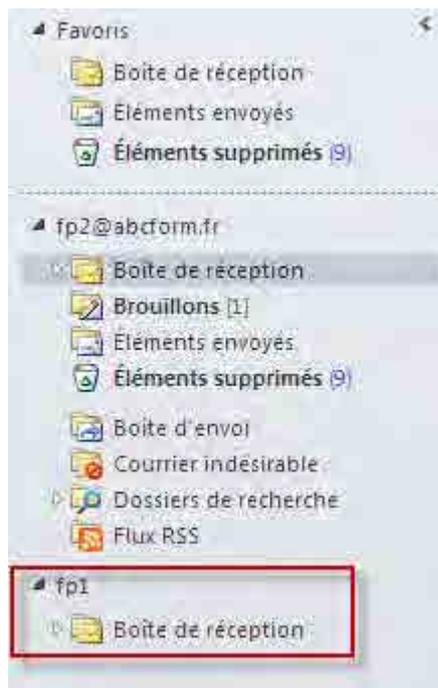 Favoris
Boîte de réception
Éléments envoyés
Éléments supprimés (9)
fp2@abcform.fr
Boîte de réception
Brouillons [1]
Éléments envoyés
Éléments supprimés (9)
Boîte d'envoi
Courrier indésirable
Dossiers de recherche
Flux RSS
fp1
Boîte de réception